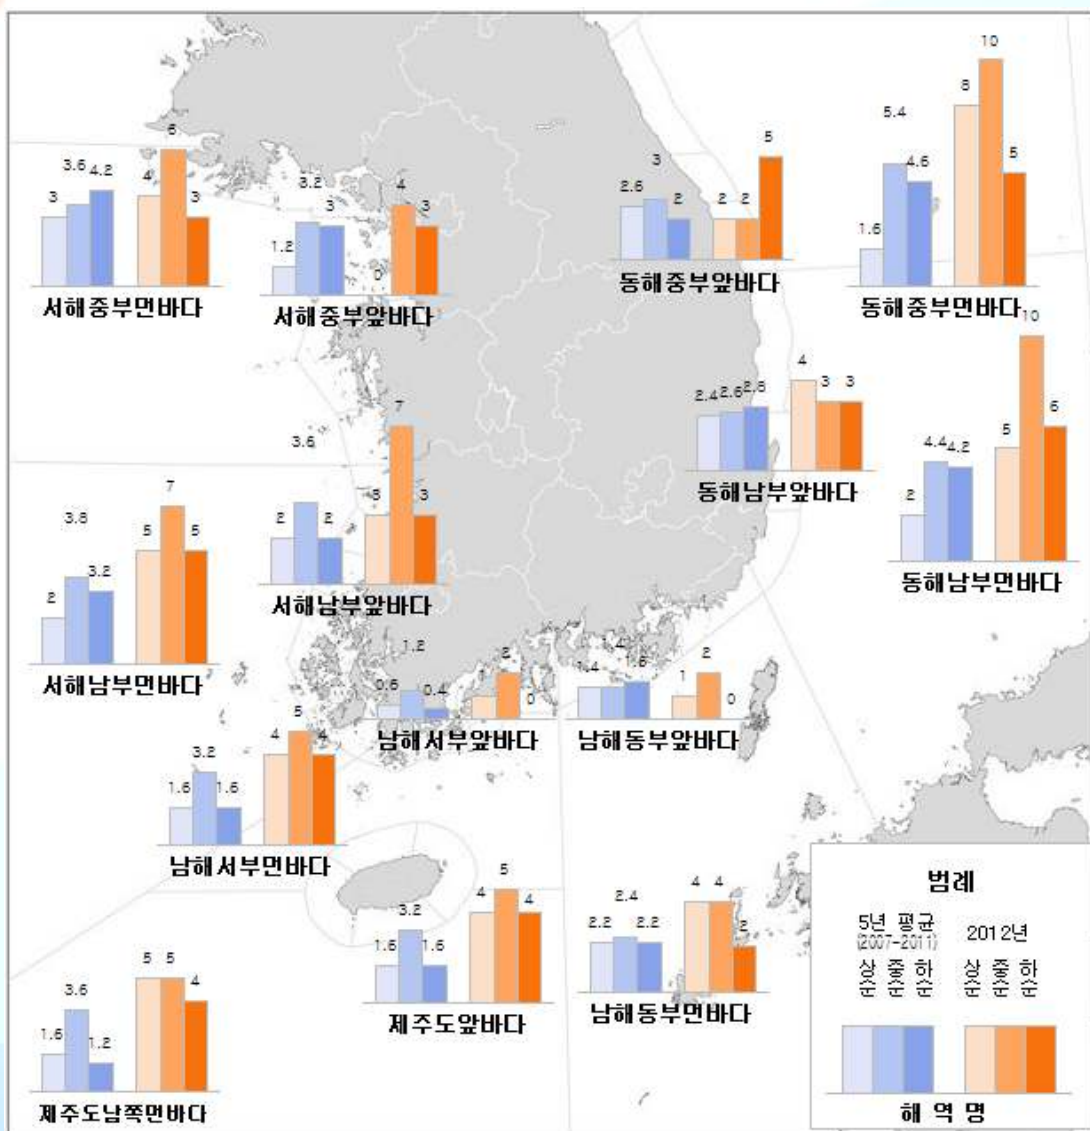 3 3.6 4.2 4 6 3
서해중부먼바다
1.2 3.2 3 0 4 3
서해중부앞바다
2.6 3 2 2 2 5
동해중부앞바다
1.6 5.4 4.6 8 10 5
동해중부먼바다
2.4 2.6 2.8 4 3 3
동해남부앞바다
2 4.4 4.2 5 10 6
동해남부먼바다
2 3.6 2 3 7 3
서해남부앞바다
2 3.8 3.2 5 7 5
서해남부먼바다
0.6 1.2 0.4 1 2 0
남해서부앞바다
1.4 1.4 1.6 1 2 0
남해동부앞바다
1.6 3.2 1.6 4 5 4
남해서부먼바다
1.6 3.2 1.6 4 5 4
제주도앞바다
2.2 2.4 2.2 4 4 2
남해동부먼바다
1.6 3.6 1.2 5 5 4
제주도남쪽먼바다
범례
5년 평균
(2007-2011)
2012년
상순 중순 하순 상순 중순 하순
해 역 명